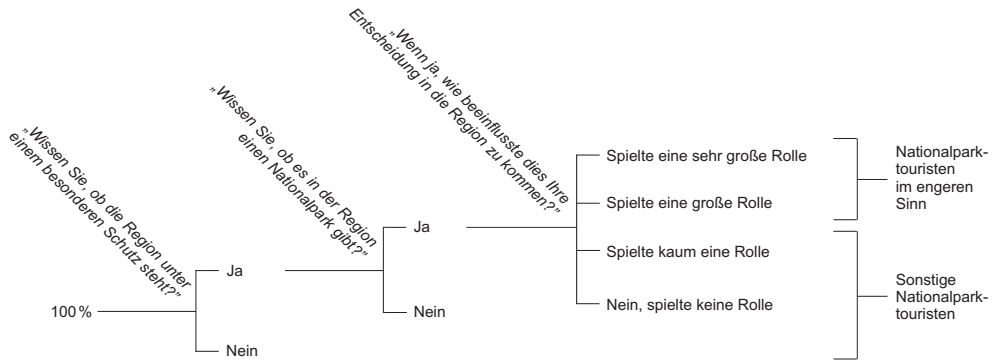 „Wissen Sie, ob die Region unter
einem besonderen Schutz steht?”
„Wissen Sie, ob es in der Region
einen Nationalpark gibt?”
„Wenn ja, wie beeinflusste dies Ihre
Entscheidung in die Region zu kommen?”
100 %
Ja
Nein
Ja
Nein
Spielte eine sehr große Rolle
Spielte eine große Rolle
Spielte kaum eine Rolle
Nein, spielte keine Rolle
Nationalpark-
touristen
im engeren
Sinn
Sonstige
Nationalpark-
touristen